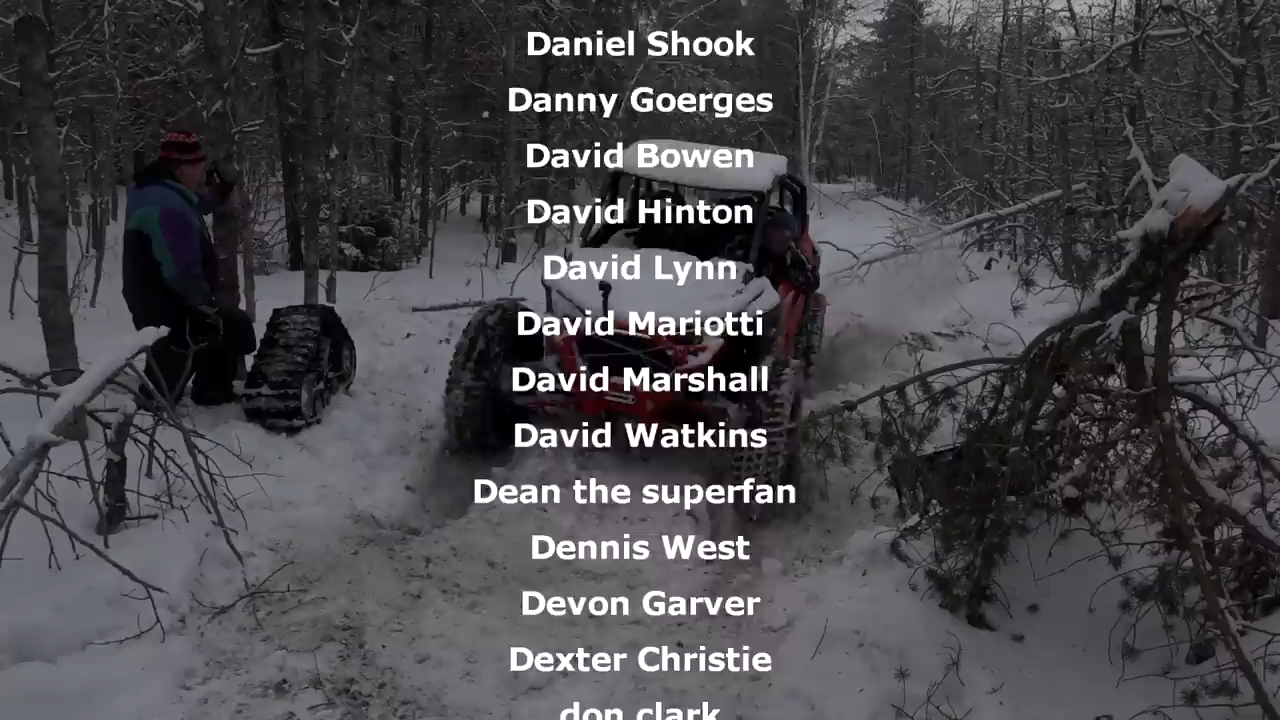 Daniel Shook
Danny Goerges
David Bowen
David Hinton
David Lynn
David Mariotti
David Marshall
David Watkins
Dean the superfan
Dennis West
Devon Garver
Dexter Christie
don clark